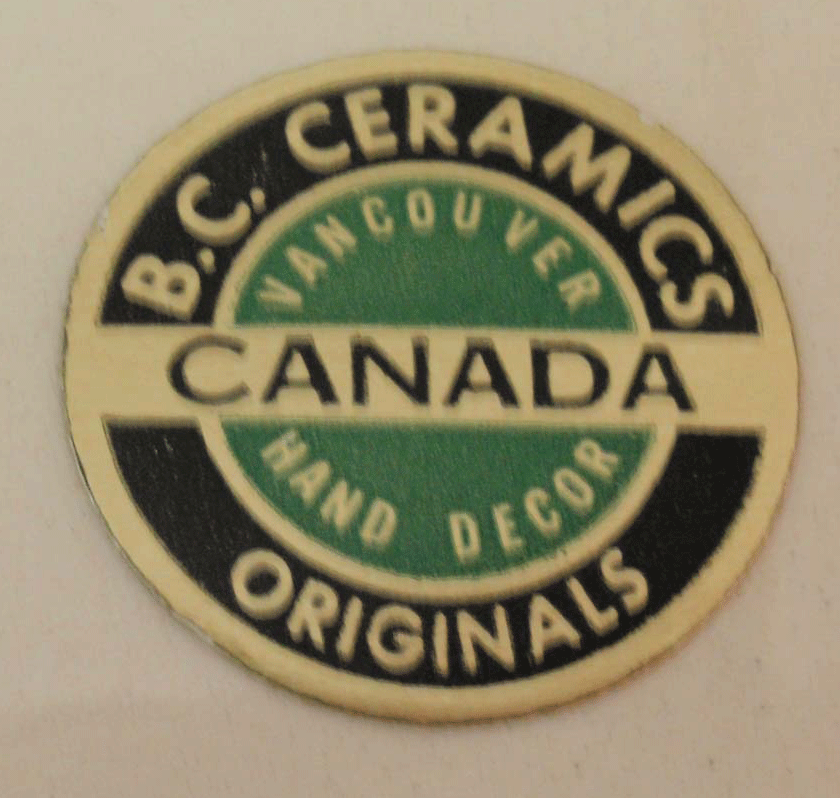 B.C. CERAMICS
VANCOUVER
CANADA
HAND DECOR
ORIGINALS